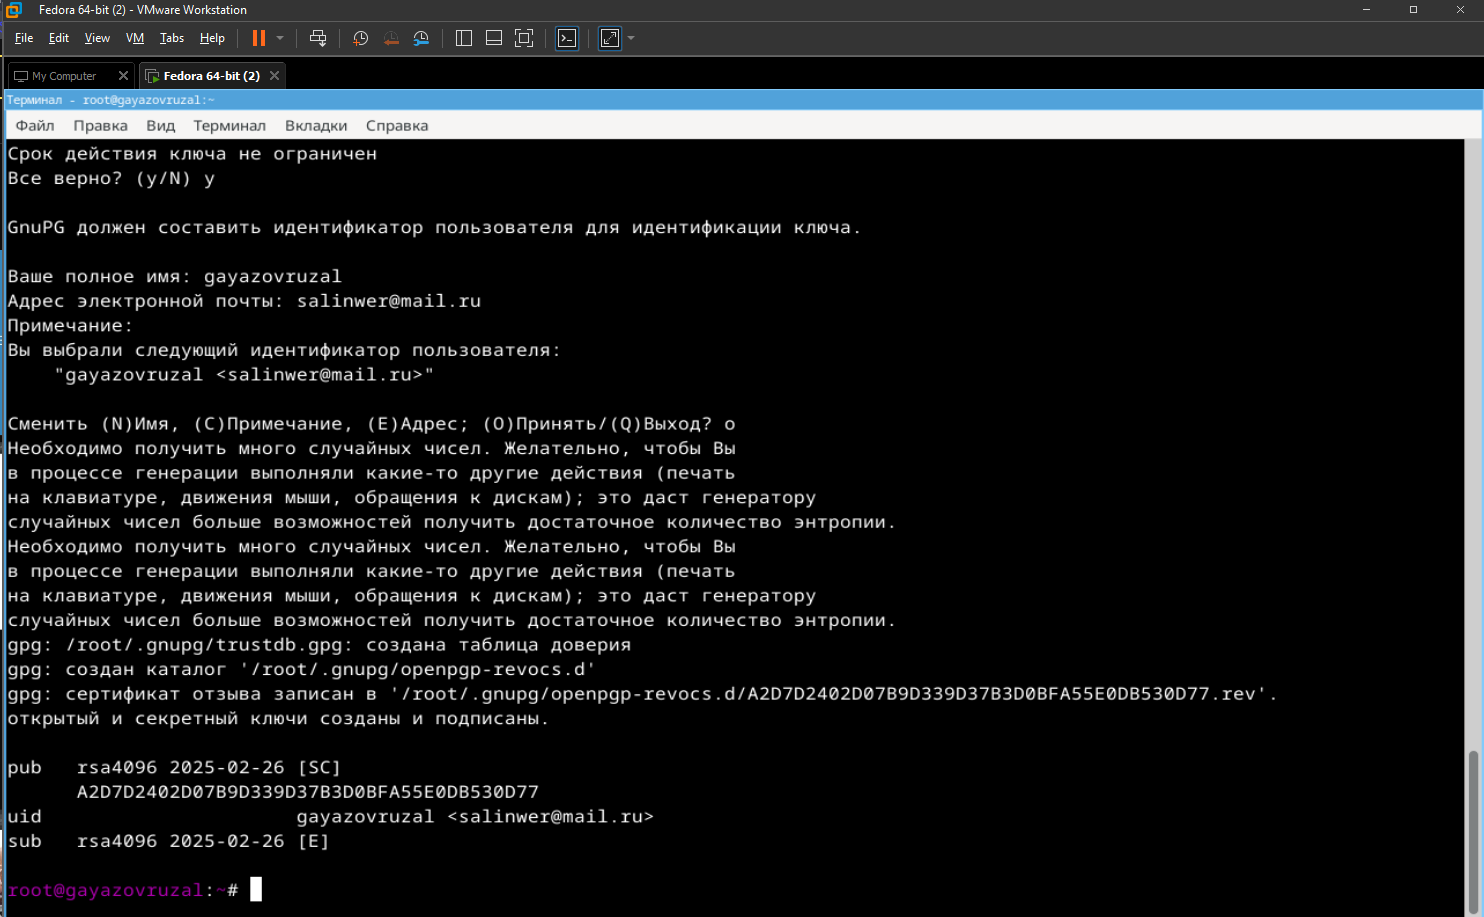 Fedora 64-bit (2) - VMware Workstation
File Edit View VM Tabs Help
My Computer Fedora 64-bit (2)
Терминал - root@gayazovruzal:~
Файл Правка Вид Терминал Вкладки Справка
Срок действия ключа не ограничен
Все верно? (y/N) y
GnuPG должен составить идентификатор пользователя для идентификации ключа.
Ваше полное имя: gayazovruzal
Адрес электронной почты: salinwer@mail.ru
Примечание:
Вы выбрали следующий идентификатор пользователя:
"gayazovruzal <salinwer@mail.ru>"
Сменить (N)Имя, (C)Примечание, (E)Адрес; (O)Принять/(Q)Выход? o
Необходимо получить много случайных чисел. Желательно, чтобы Вы
в процессе генерации выполняли какие-то другие действия (печать
на клавиатуре, движения мыши, обращения к дискам); это даст генератору
случайных чисел больше возможностей получить достаточное количество энтропии.
Необходимо получить много случайных чисел. Желательно, чтобы Вы
в процессе генерации выполняли какие-то другие действия (печать
на клавиатуре, движения мыши, обращения к дискам); это даст генератору
случайных чисел больше возможностей получить достаточное количество энтропии.
gpg: /root/.gnupg/trustdb.gpg: создана таблица доверия
gpg: создан каталог '/root/.gnupg/openpgp-revocs.d'
gpg: сертификат отзыва записан в '/root/.gnupg/openpgp-revocs.d/A2D7D2402D07B9D339D37B3D0BFA55E0DB530D77.rev'.
открытый и секретный ключи созданы и подписаны.
pub rsa4096 2025-02-26 [SC]
A2D7D2402D07B9D339D37B3D0BFA55E0DB530D77
uid gayazovruzal <salinwer@mail.ru>
sub rsa4096 2025-02-26 [E]
root@gayazovruzal:~#